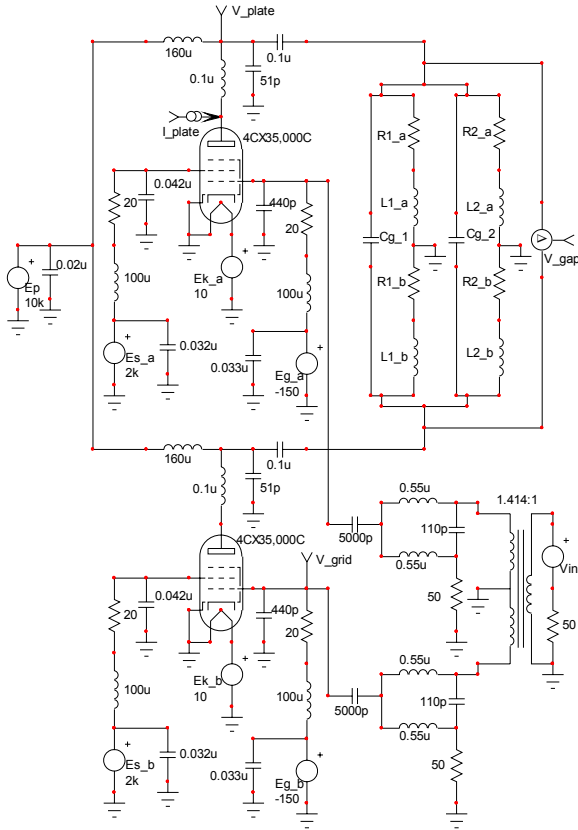 V_plate
160u
0.1u
0.1u
51p
I_plate
4CX35,000C
R1_a
R2_a
0.042u
20
440p
20
L1_a
L2_a
Cg_1
Cg_2
V
V_gap
+
Ep
10k
0.02u
+
Ek_a
10
100u
100u
R1_b
R2_b
+
Es_a
2k
0.032u
0.033u
+
Eg_a
-150
L1_b
L2_b
160u
0.1u
0.1u
51p
4CX35,000C
V_grid
0.55u
1.414:1
5000p
110p
0.55u
+
Vin
0.042u
20
440p
20
50
50
+
Ek_b
10
100u
100u
0.55u
5000p
110p
0.55u
+
Es_b
2k
0.032u
0.033u
+
Eg_b
-150
50